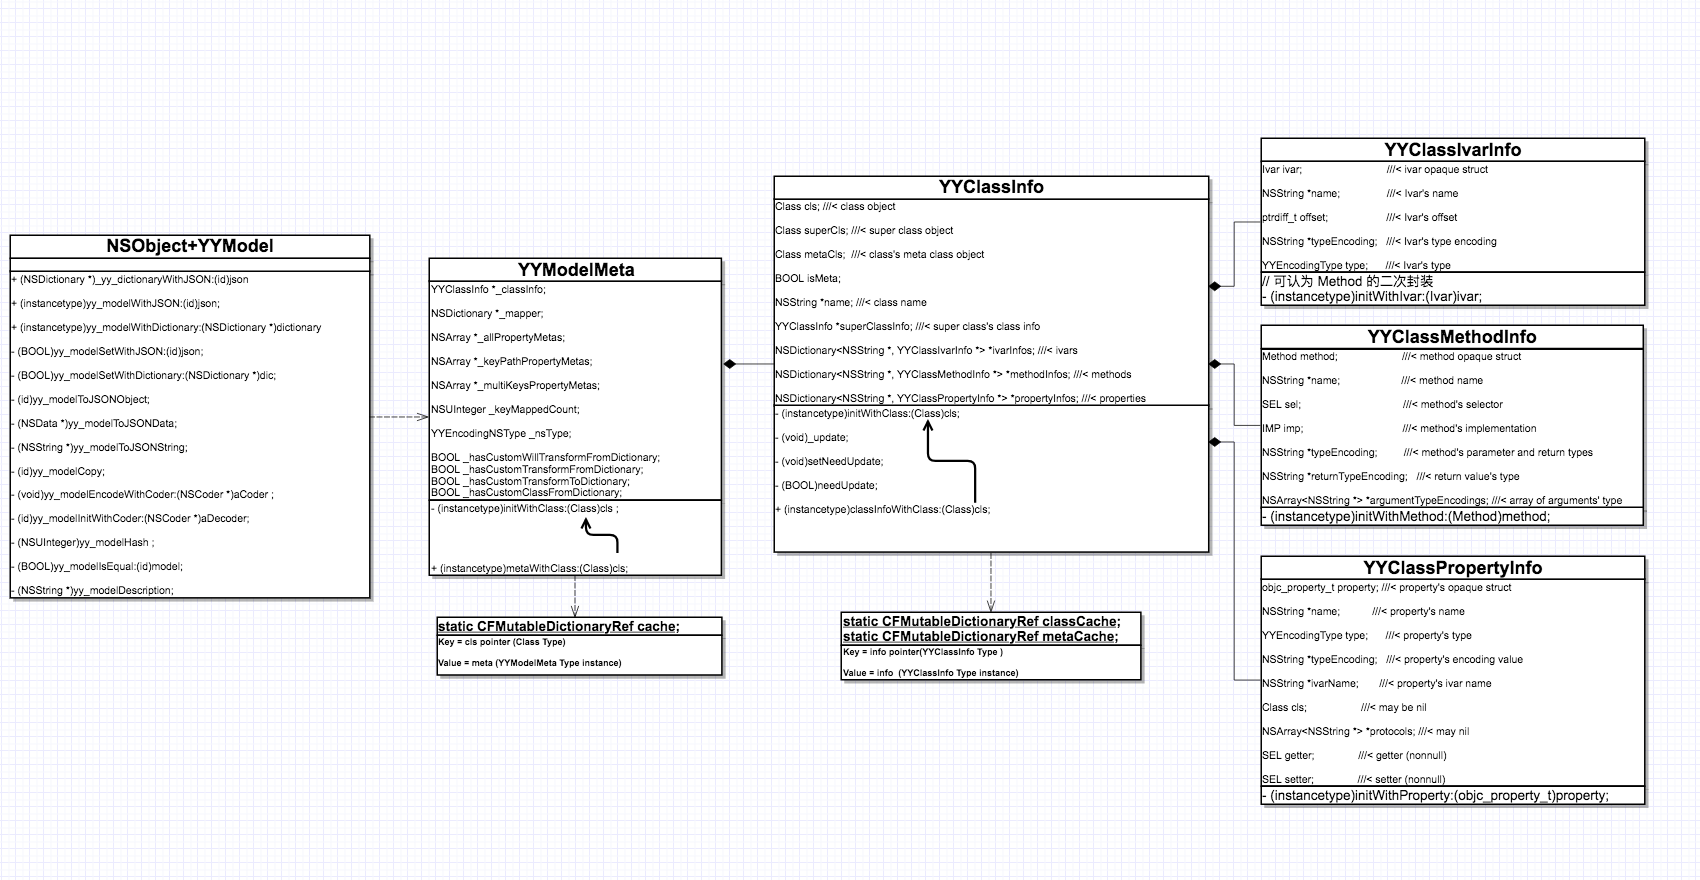 NSObject+YYModel
+ (NSDictionary *)_yy_dictionaryWithJSON:(id)json
+ (instancetype)yy_modelWithJSON:(id)json;
+ (instancetype)yy_modelWithDictionary:(NSDictionary *)dictionary
- (BOOL)yy_modelSetWithJSON:(id)json;
- (BOOL)yy_modelSetWithDictionary:(NSDictionary *)dic;
- (id)yy_modelToJSONObject;
- (NSData *)yy_modelToJSONData;
- (NSString *)yy_modelToJSONString;
- (id)yy_modelCopy;
- (void)yy_modelEncodeWithCoder:(NSCoder *)aCoder ;
- (id)yy_modelInitWithCoder:(NSCoder *)aDecoder;
- (NSUInteger)yy_modelHash ;
- (BOOL)yy_modelIsEqual:(id)model;
- (NSString *)yy_modelDescription;
YYModelMeta
YYClassInfo *_classInfo;
NSDictionary *_mapper;
NSArray *_allPropertyMetas;
NSArray *_keyPathPropertyMetas;
NSArray *_multiKeysPropertyMetas;
NSUInteger _keyMappedCount;
YYEncodingNSType _nsType;
BOOL _hasCustomWillTransformFromDictionary;
BOOL _hasCustomTransformFromDictionary;
BOOL _hasCustomTransformToDictionary;
BOOL _hasCustomClassFromDictionary;
- (instancetype)initWithClass:(Class)cls ;
+ (instancetype)metaWithClass:(Class)cls;
static CFMutableDictionaryRef cache;
Key = cls pointer (Class Type)
Value = meta (YYModelMeta Type instance)
YYClassInfo
Class cls; ///< class object
Class superCls; ///< super class object
Class metaCls;  ///< class's meta class object
BOOL isMeta;
NSString *name; ///< class name
YYClassInfo *superClassInfo; ///< super class's class info
NSDictionary<NSString *, YYClassIvarInfo *> *ivarInfos; ///< ivars
NSDictionary<NSString *, YYClassMethodInfo *> *methodInfos; ///< methods
NSDictionary<NSString *, YYClassPropertyInfo *> *propertyInfos; ///< properties
- (instancetype)initWithClass:(Class)cls;
- (void)_update;
- (void)setNeedUpdate;
- (BOOL)needUpdate;
+ (instancetype)classInfoWithClass:(Class)cls;
static CFMutableDictionaryRef classCache;
static CFMutableDictionaryRef metaCache;
Key = info pointer(YYClassInfo Type )
Value = info  (YYClassInfo Type instance)
YYClassIvarInfo
Ivar ivar; ///< ivar opaque struct
NSString *name; ///< Ivar's name
ptrdiff_t offset; ///< Ivar's offset
NSString *typeEncoding; ///< Ivar's type encoding
YYEncodingType type; ///< Ivar's type
// 可认为 Method 的二次封装
- (instancetype)initWithIvar:(Ivar)ivar;
YYClassMethodInfo
Method method; ///< method opaque struct
NSString *name; ///< method name
SEL sel; ///< method's selector
IMP imp; ///< method's implementation
NSString *typeEncoding; ///< method's parameter and return types
NSString *returnTypeEncoding; ///< return value's type
NSArray<NSString *> *argumentTypeEncodings; ///< array of arguments' type
- (instancetype)initWithMethod:(Method)method;
YYClassPropertyInfo
objc_property_t property; ///< property's opaque struct
NSString *name; ///< property's name
YYEncodingType type; ///< property's type
NSString *typeEncoding; ///< property's encoding value
NSString *ivarName; ///< property's ivar name
Class cls; ///< may be nil
NSArray<NSString *> *protocols; ///< may nil
SEL getter; ///< getter (nonnull)
SEL setter; ///< setter (nonnull)
- (instancetype)initWithProperty:(objc_property_t)property;